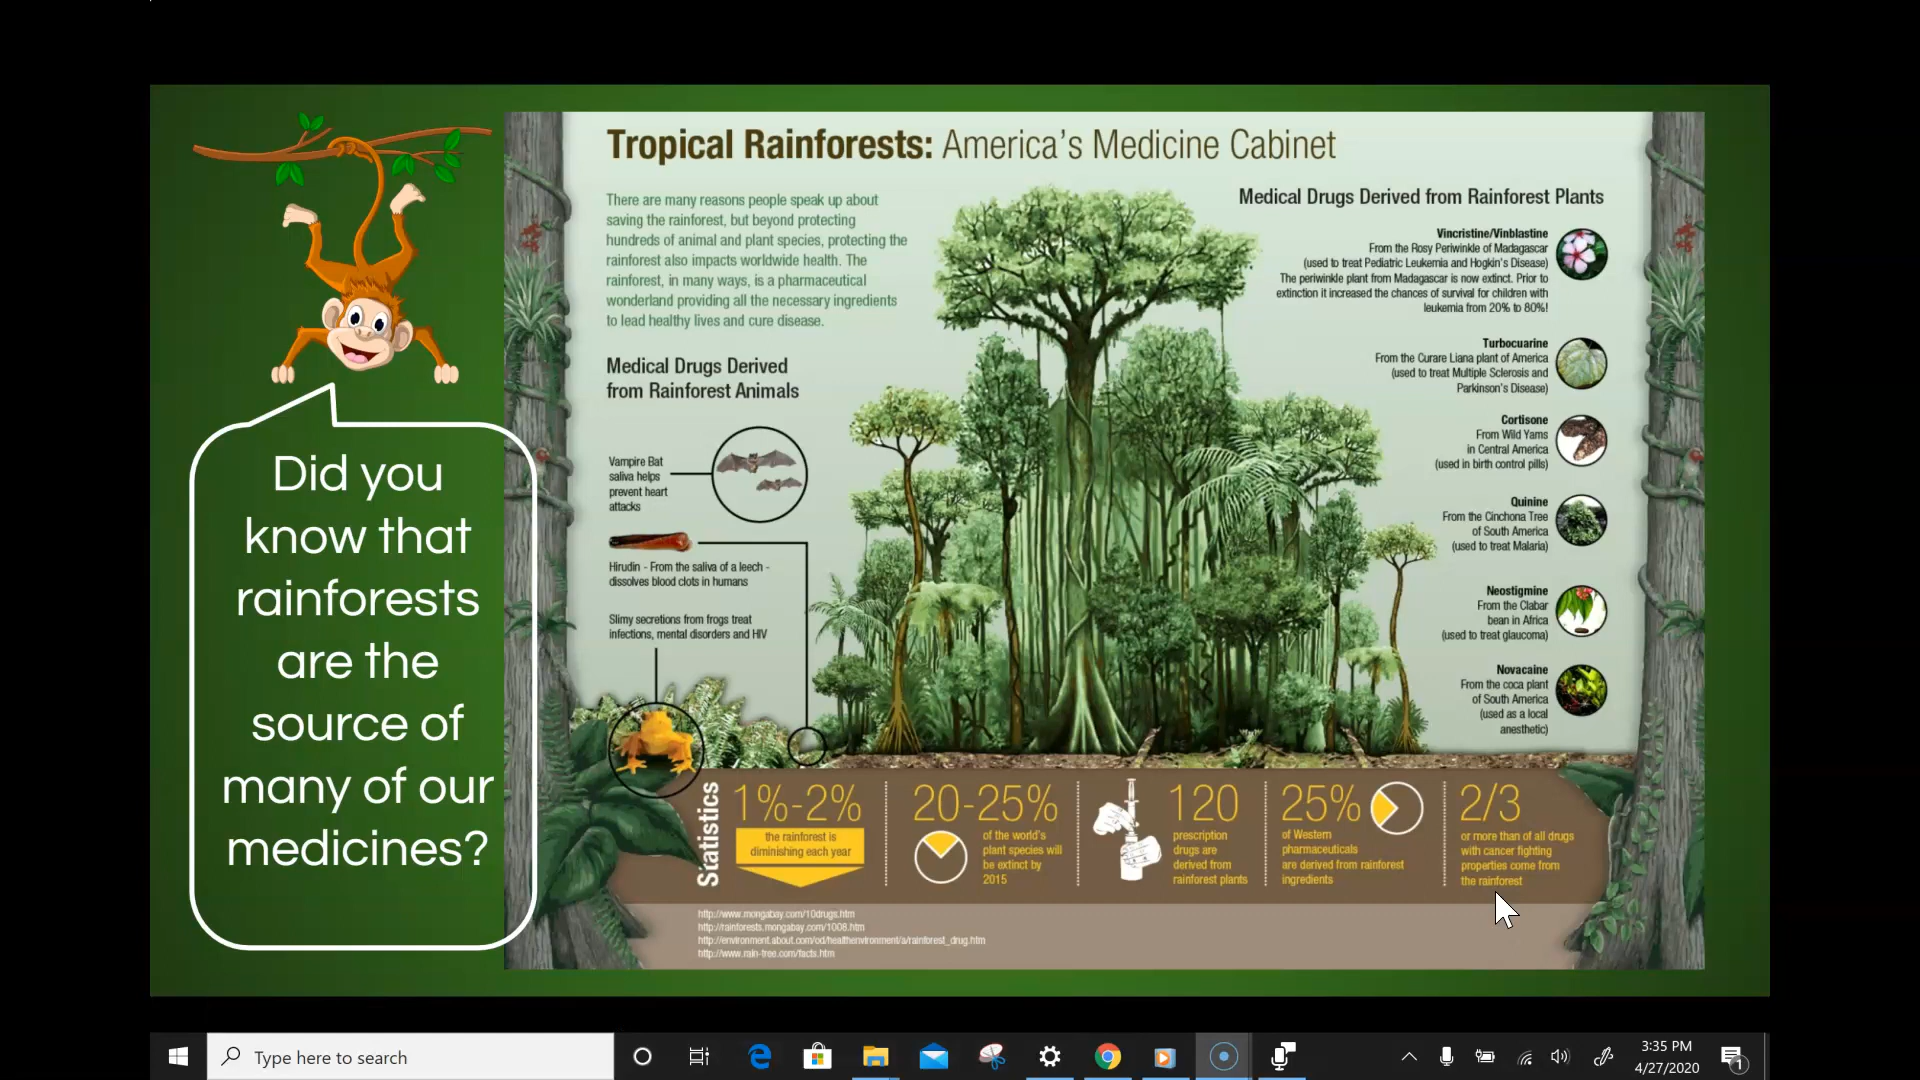 Tropical Rainforests: America's Medicine Cabinet
There are many reasons people speak up about
saving the rainforest, but beyond protecting
hundreds of animal and plant species, protecting the
rainforest also impacts worldwide health. The
rainforest, in many ways, is a pharmaceutical
wonderland providing all the necessary ingredients
to lead healthy lives and cure disease.
Medical Drugs Derived
from Rainforest Animals
Vampire Bat
saliva helps
prevent heart
attacks
Hirudin - From the saliva of a leech -
dissolves blood clots in humans
Slimy secretions from frogs treat
infections, mental disorders and HIV
Medical Drugs Derived from Rainforest Plants
Vincristine/Vinblastine
From the Rosy Periwinkle of Madagascar
(used to treat Pediatric Leukemia and Hogkin's Disease)
The periwinkle plant from Madagascar is now extinct. Prior to
extinction it increased the chances of survival for children with
leukemia from 20% to 80%!
Turbocuarine
From the Curare Liana plant of America
(used to treat Multiple Sclerosis and
Parkinson's Disease)
Cortisone
From Wild Yams
in Central America
(used in birth control pills)
Quinine
From the Cinchona Tree
of South America
(used to treat Malaria)
Neostigmine
From the Clabar
bean in Africa
(used to treat glaucoma)
Novacaine
From the coca plant
of South America
(used as a local
anesthetic)
Did you
know that
rainforests
are the
source of
many of our
medicines?
Statistics
1%-2%
the rainforest is
diminishing each year
20-25%
of the world's
plant species will
be extinct by
2015
120
prescription
drugs are
derived from
rainforest plants
25%
of Western
pharmaceuticals
are derived from rainforest
ingredients
2/3
or more than of all drugs
with cancer fighting
properties come from
the rainforest
http://www.mongabay.com/10drugs.htm
http://rainforests.mongabay.com/1008.htm
http://environment.about.com/od/healthenvironment/a/rainforest_drug.htm
http://www.rain-tree.com/facts.htm
Type here to search
3:35 PM
4/27/2020
1